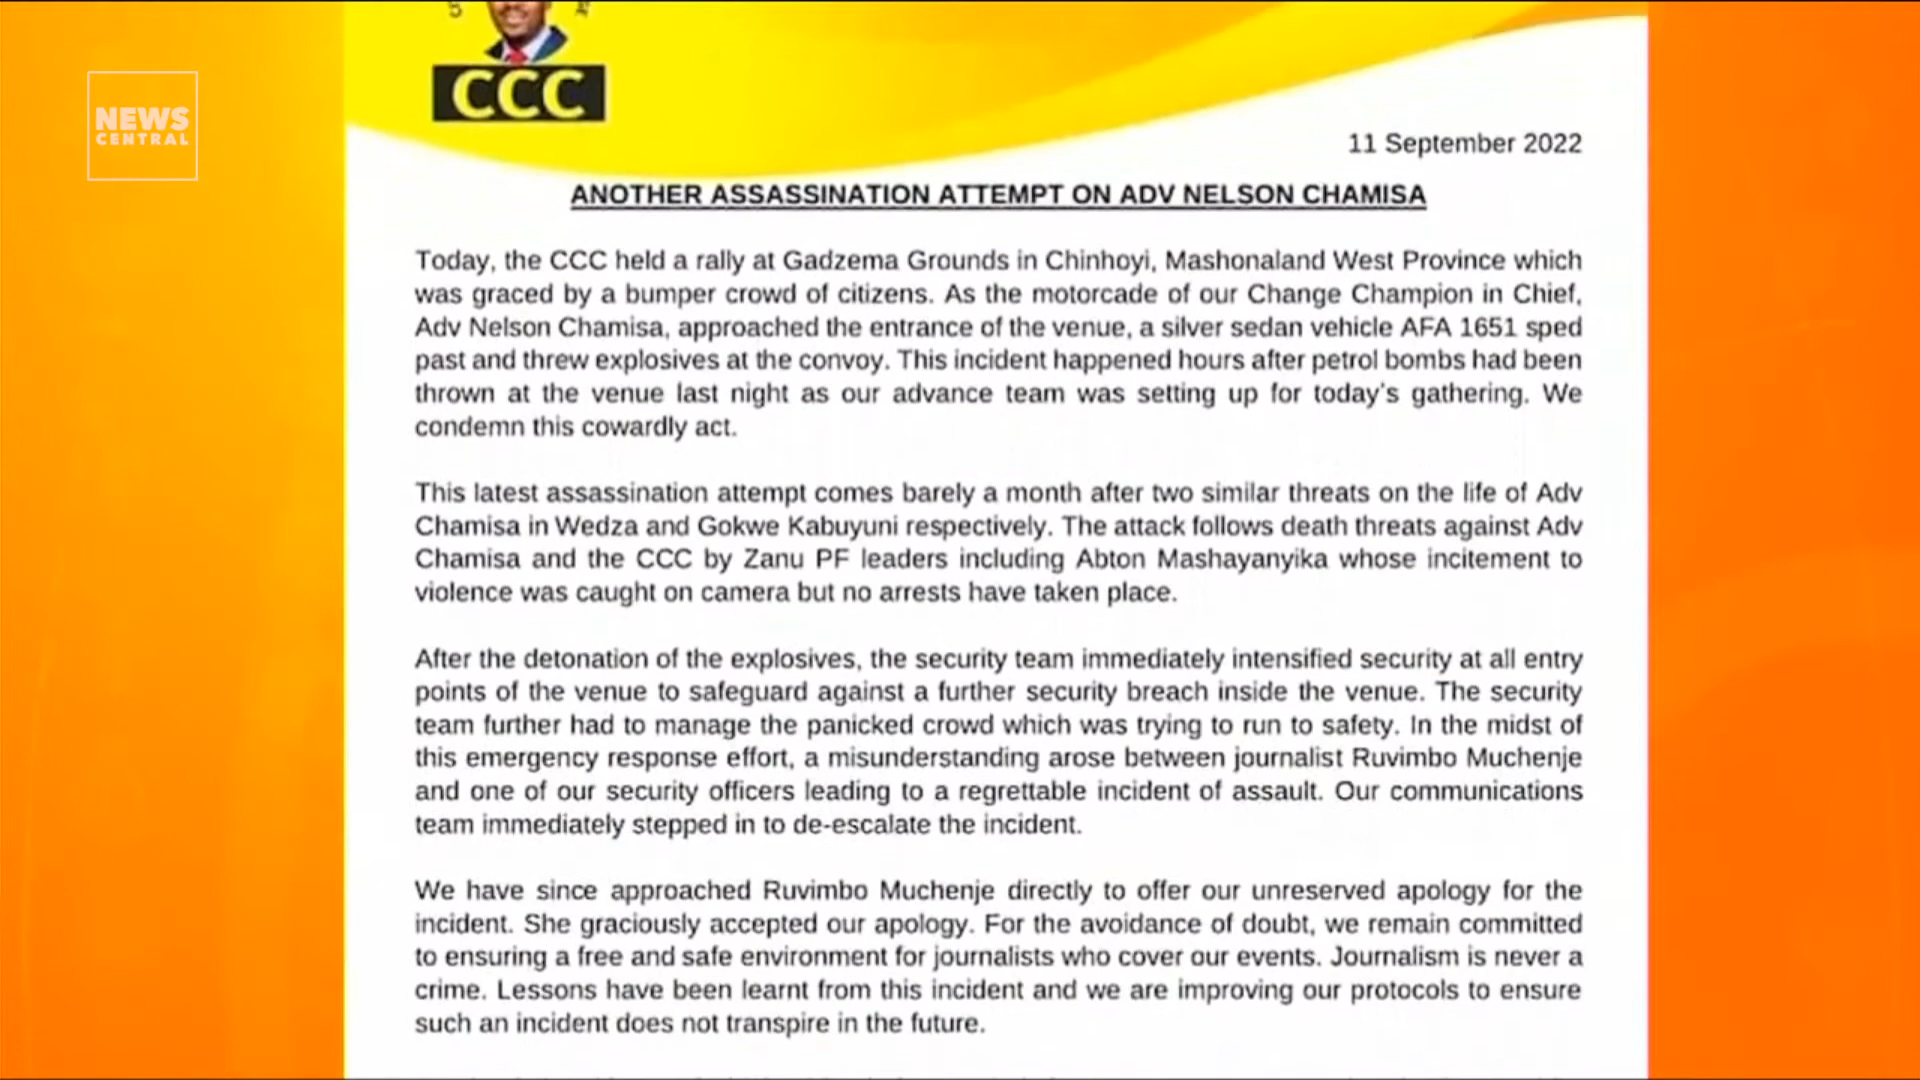 CCC
NEWS
CENTRAL
11 September 2022
ANOTHER ASSASSINATION ATTEMPT ON ADV NELSON CHAMISA
Today, the CCC held a rally at Gadzema Grounds in Chinhoyi, Mashonaland West Province which
was graced by a bumper crowd of citizens. As the motorcade of our Change Champion in Chief,
Adv Nelson Chamisa, approached the entrance of the venue, a silver sedan vehicle AFA 1651 sped
past and threw explosives at the convoy. This incident happened hours after petrol bombs had been
thrown at the venue last night as our advance team was setting up for today's gathering. We
condemn this cowardly act.
This latest assassination attempt comes barely a month after two similar threats on the life of Adv
Chamisa in Wedza and Gokwe Kabuyuni respectively. The attack follows death threats against Adv
Chamisa and the CCC by Zanu PF leaders including Abton Mashayanyika whose incitement to
violence was caught on camera but no arrests have taken place.
After the detonation of the explosives, the security team immediately intensified security at all entry
points of the venue to safeguard against a further security breach inside the venue. The security
team further had to manage the panicked crowd which was trying to run to safety. In the midst of
this emergency response effort, a misunderstanding arose between journalist Ruvimbo Muchenje
and one of our security officers leading to a regrettable incident of assault. Our communications
team immediately stepped in to de-escalate the incident.
We have since approached Ruvimbo Muchenje directly to offer our unreserved apology for the
incident. She graciously accepted our apology. For the avoidance of doubt, we remain committed
to ensuring a free and safe environment for journalists who cover our events. Journalism is never a
crime. Lessons have been learnt from this incident and we are improving our protocols to ensure
such an incident does not transpire in the future.